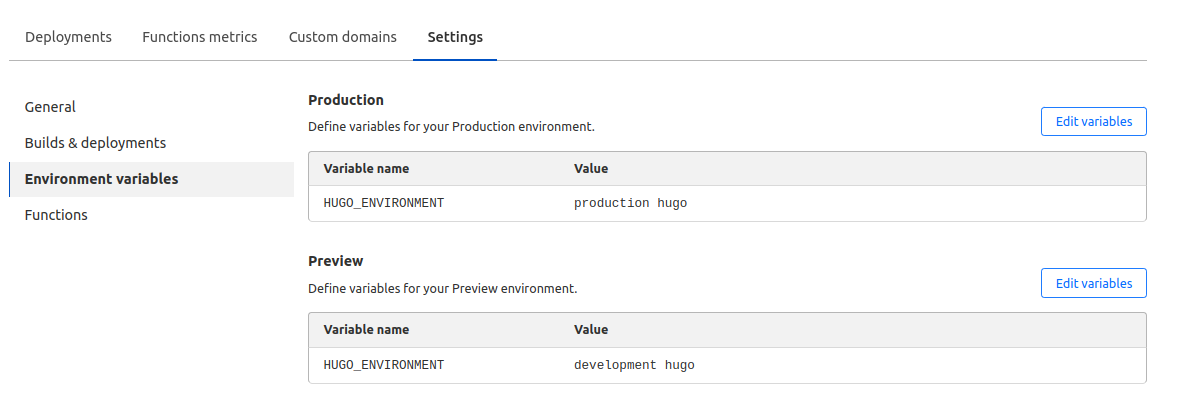 Deployments Functions metrics Custom domains Settings
General
Builds & deployments
Environment variables
Functions
Production
Define variables for your Production environment.
Edit variables
Variable name Value
HUGO_ENVIRONMENT production hugo
Preview
Define variables for your Preview environment.
Edit variables
Variable name Value
HUGO_ENVIRONMENT development hugo